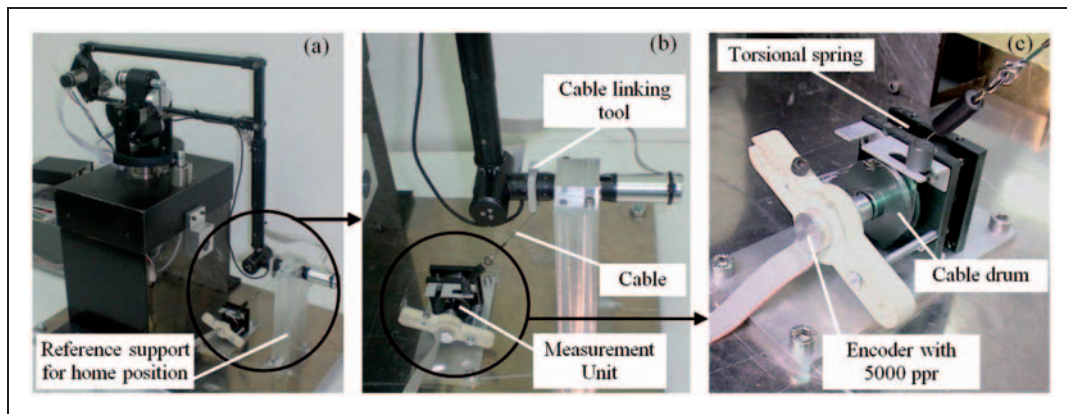 (a)
Reference support
for home position
(b)
Cable linking
tool
Cable
Measurement
Unit
(c)
Torsional spring
Cable drum
Encoder with
5000 ppr